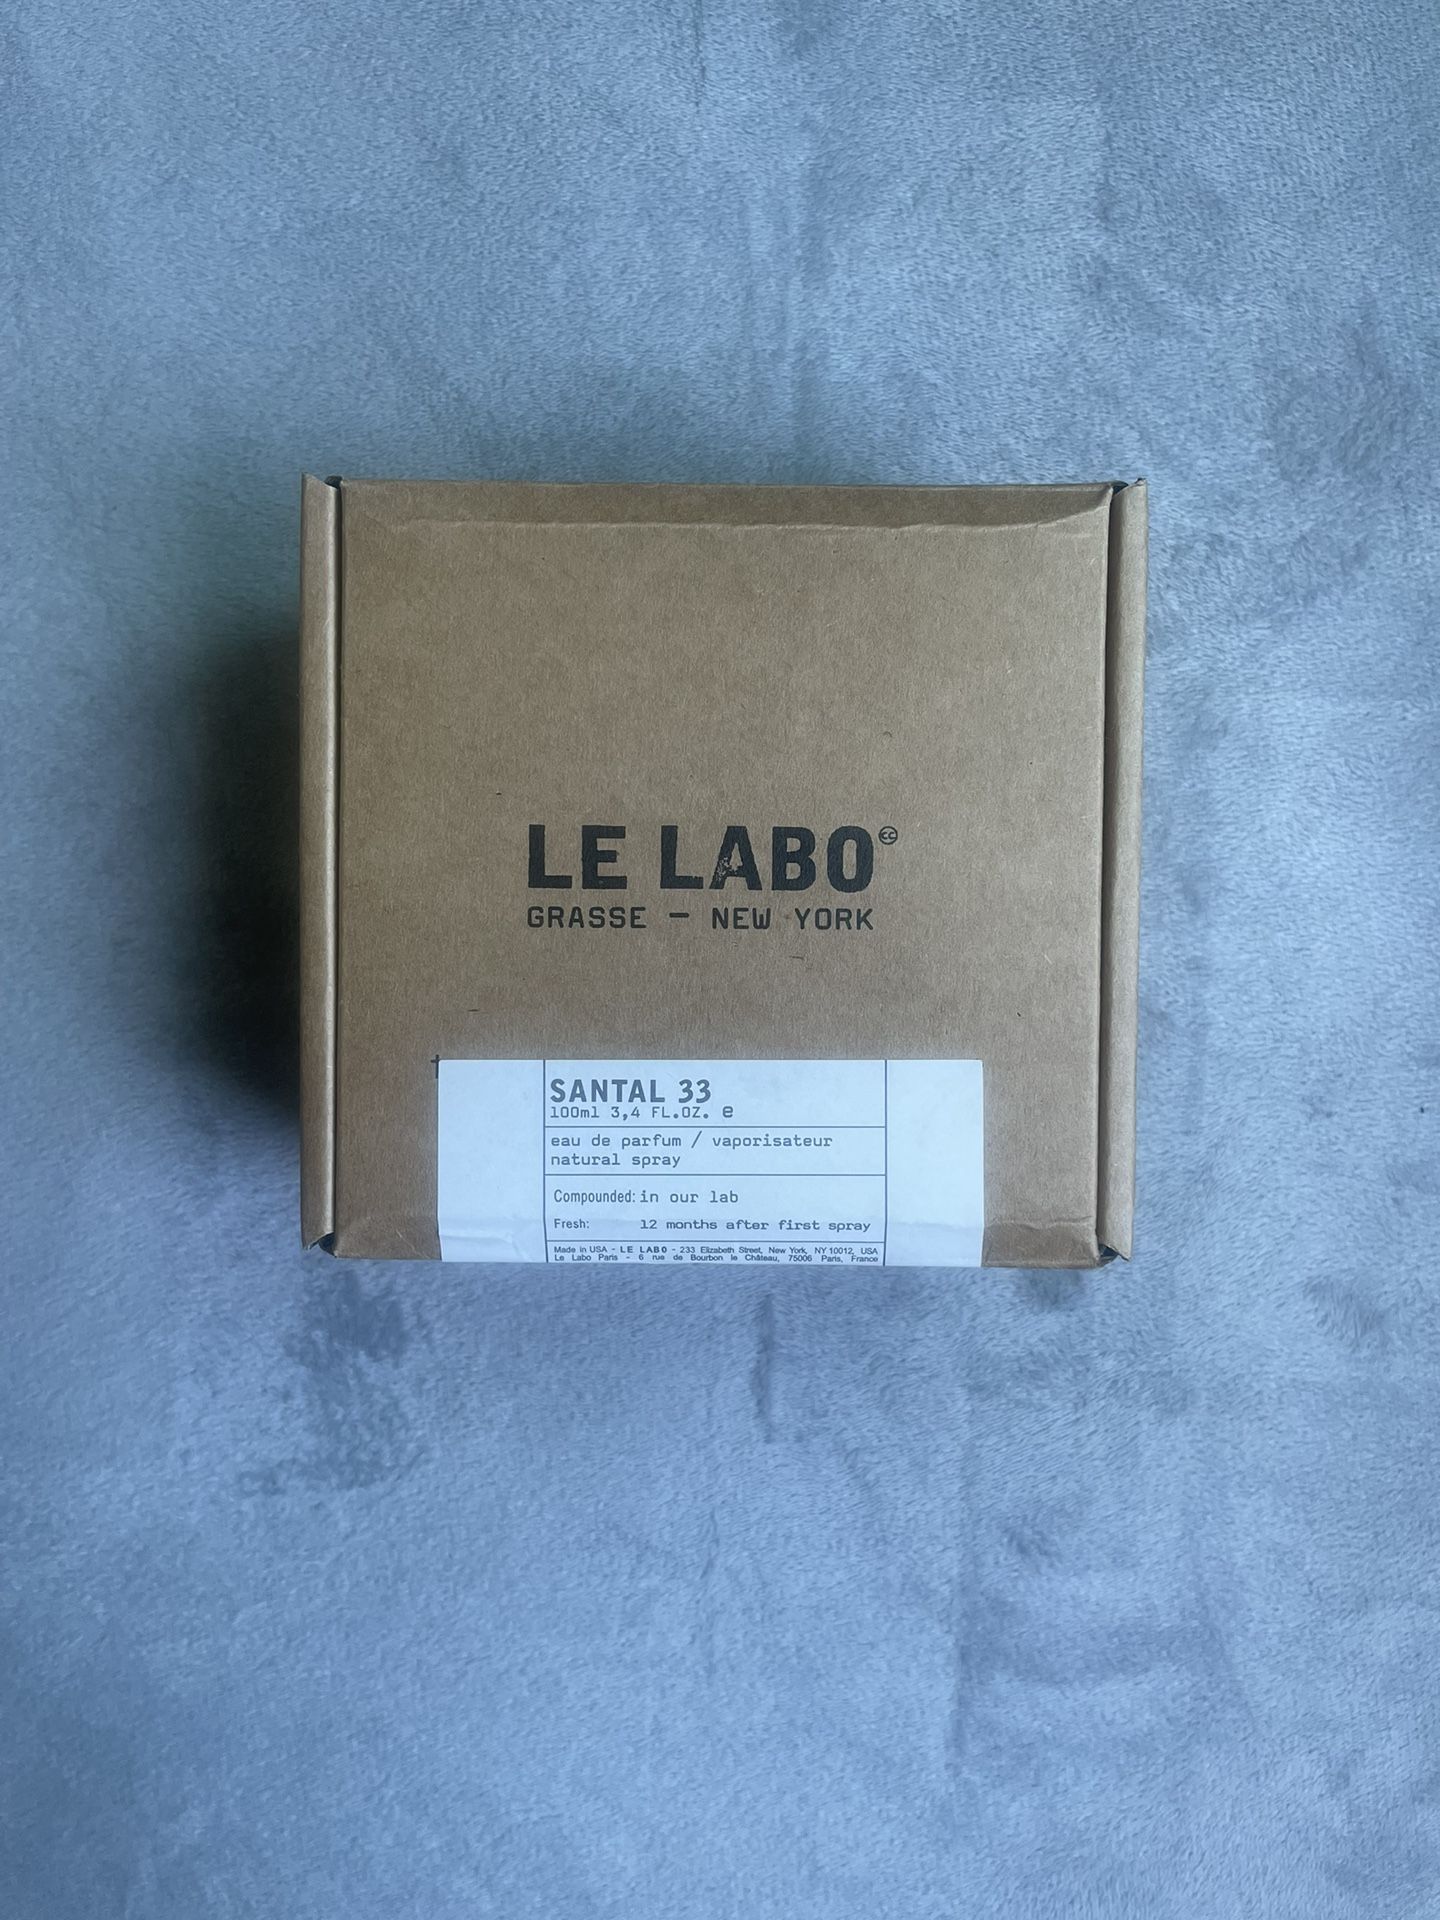 LE LABO
GRASSE – NEW YORK
SANTAL 33
100ml 3,4 FL.OZ. e
eau de parfum / vaporisateur
natural spray
Compounded: in our lab
Fresh: 12 months after first spray
Made in USA - LE LABO - 233 Elizabeth Street, New York, NY 10012, USA
Le Labo Paris - 6 rue de Bourbon le Château, 75006 Paris, France